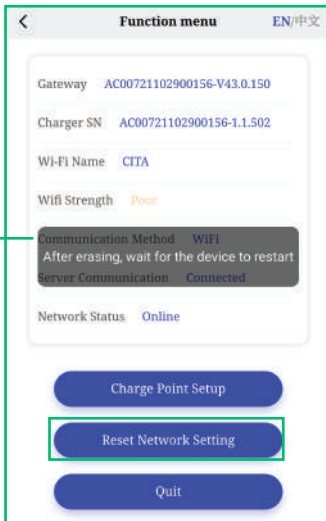 Function menu EN/中文
Gateway AC00721102900156-V43.0.150
Charger SN AC00721102900156-1.1.502
Wi-Fi Name CITA
Wifi Strength Poor
Communication Method WiFi
After erasing, wait for the device to restart
Server Communication Connected
Network Status Online
Charge Point Setup
Reset Network Setting
Quit